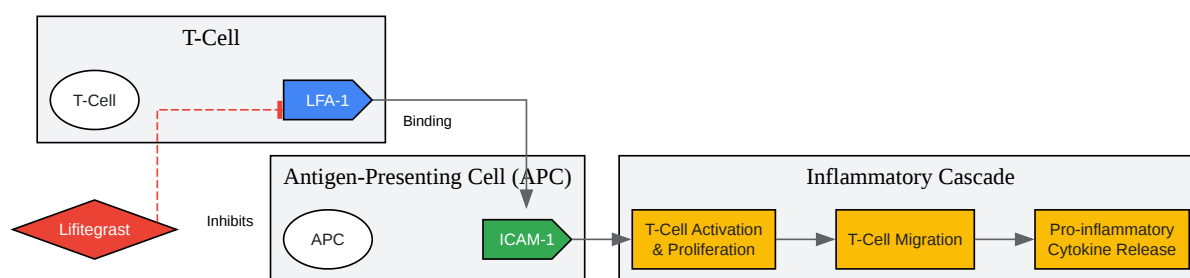 T-Cell
T-Cell
LFA-1
Binding
Antigen-Presenting Cell (APC)
Inflammatory Cascade
Lifitegrast
Inhibits
APC
ICAM-1
T-Cell Activation
& Proliferation
T-Cell Migration
Pro-inflammatory
Cytokine Release